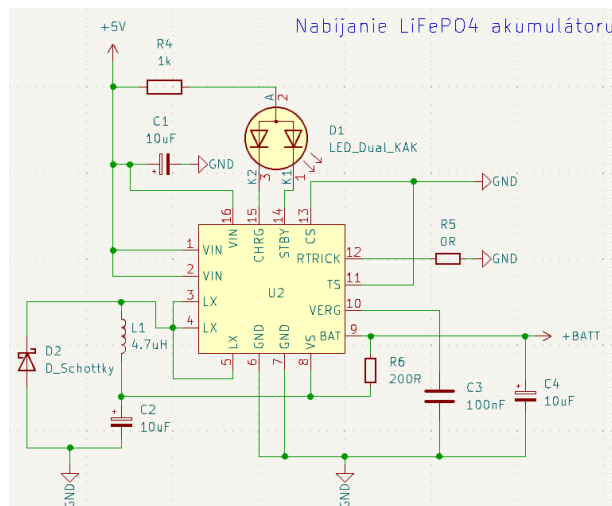 Nabíjanie LiFePO4 akumulátoru
+5V
R4
1k
A
2
C1
10uF
GND
D1
LED_Dual_KAK
K2
3
K1
1
GND
16
15
14
13
VIN
CHRG
STBY
CS
R5
0R
1
VIN
RTRICK
12
GND
2
VIN
TS
11
U2
3
LX
VERG
10
4
LX
BAT
9
+BATT
LX
GND
GND
VS
5
6
7
8
L1
4.7uH
D2
D_Schottky
R6
200R
C2
10uF
C3
100nF
C4
10uF
GND
GND